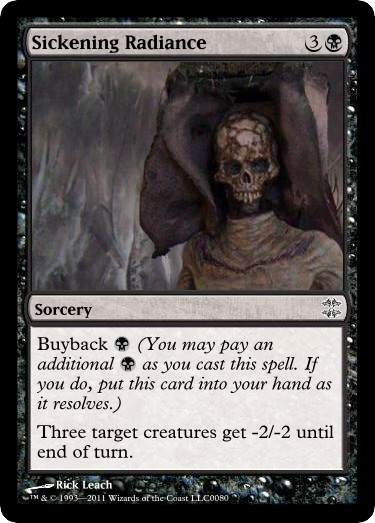 Sickening Radiance 3
Sorcery
Buyback (You may pay an
additional as you cast this spell. If
you do, put this card into your hand as
it resolves.)
Three target creatures get -2/-2 until
end of turn.
Rick Leach
™ & © 1993–2011 Wizards of the Coast LLC0080